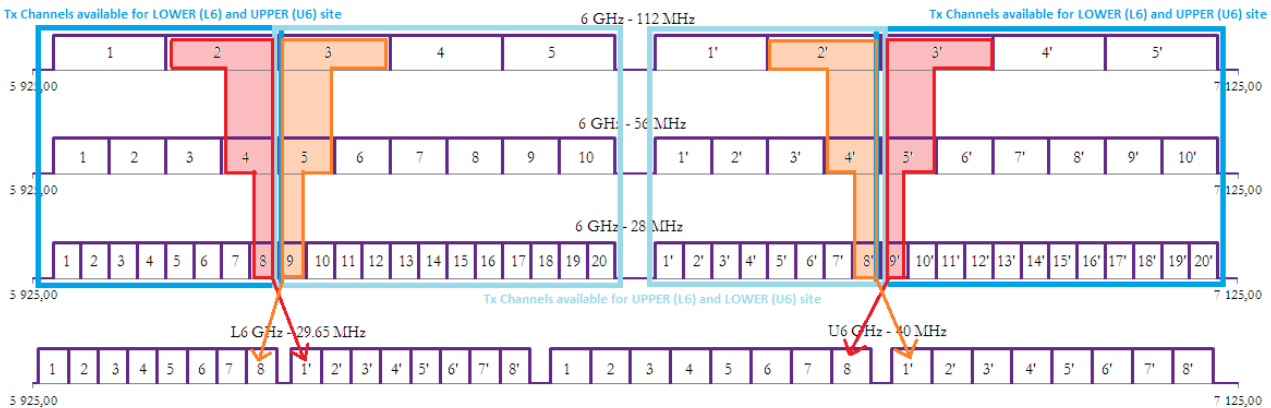 Tx Channels available for LOWER (L6) and UPPER (U6) site
Tx Channels available for LOWER (L6) and UPPER (U6) site
6 GHz - 112 MHz
1 2 3 4 5 1' 2' 3' 4' 5'
5 925,00 7 125,00
6 GHz - 56 MHz
1 2 3 4 5 6 7 8 9 10 1' 2' 3' 4' 5' 6' 7' 8' 9' 10'
5 925,00 7 125,00
6 GHz - 28 MHz
1 2 3 4 5 6 7 8 9 10 11 12 13 14 15 16 17 18 19 20 1' 2' 3' 4' 5' 6' 7' 8' 9' 10' 11' 12' 13' 14' 15' 16' 17' 18' 19' 20'
5 925,00 7 125,00
Tx Channels available for UPPER (L6) and LOWER (U6) site
L6 GHz - 29.65 MHz U6 GHz - 40 MHz
1 2 3 4 5 6 7 8 1' 2' 3' 4' 5' 6' 7' 8' 1 2 3 4 5 6 7 8 1' 2' 3' 4' 5' 6' 7' 8'
5 925,00 7 125,00